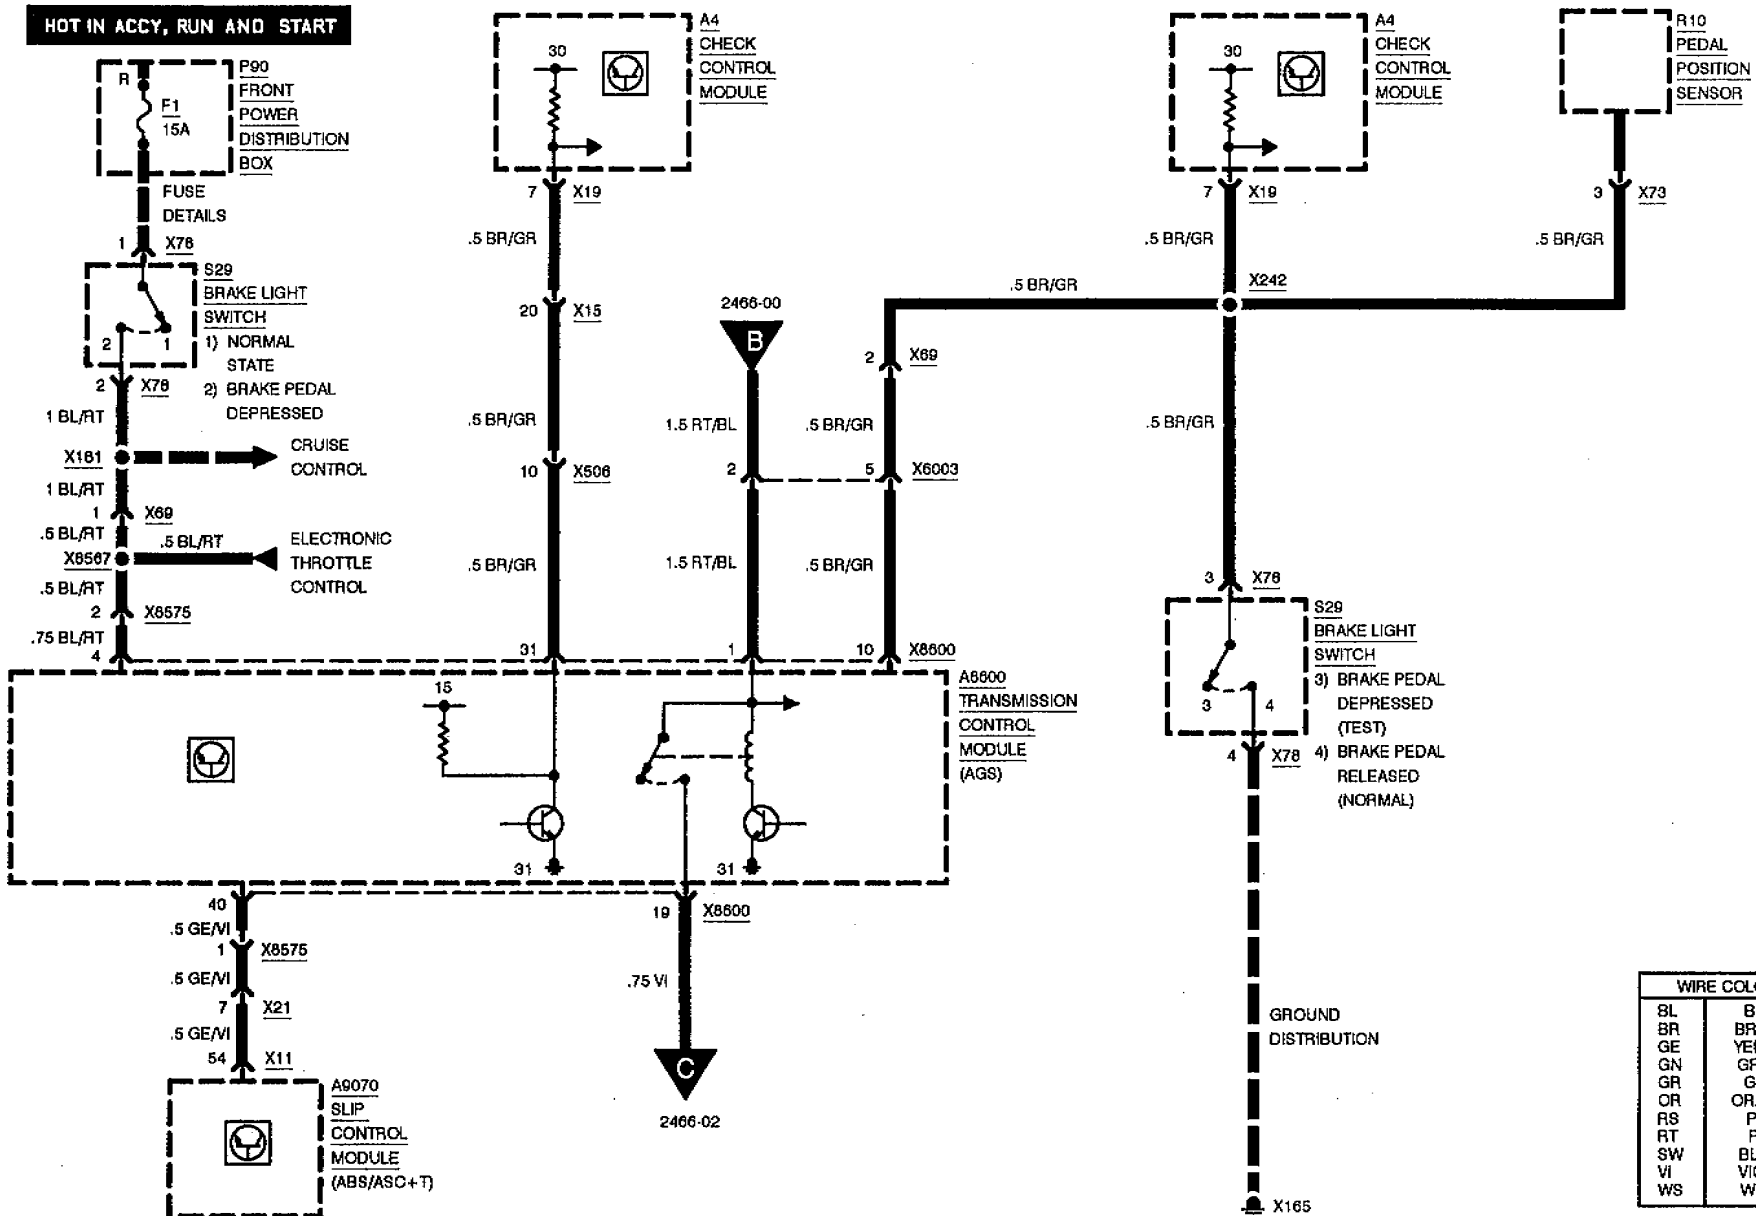 HOT IN ACCY, RUN AND START
R
F1
15A
P90
FRONT
POWER
DISTRIBUTION
BOX
FUSE
DETAILS
1 X78
S29
BRAKE LIGHT
SWITCH
1) NORMAL
STATE
2) BRAKE PEDAL
DEPRESSED
2 1
2 X78
1 BL/RT
X181
CRUISE
CONTROL
1 BL/RT
1 X69
.5 BL/RT
X8567
.5 BL/RT
ELECTRONIC
THROTTLE
CONTROL
.5 BL/RT
2 X8575
.75 BL/RT
4
30
A4
CHECK
CONTROL
MODULE
7 X19
.5 BR/GR
20 X15
.5 BR/GR
10 X506
.5 BR/GR
31
2466-00
B
1.5 RT/BL
2
1.5 RT/BL
1
.5 BR/GR
2 X69
.5 BR/GR
5 X6003
.5 BR/GR
10 X8600
30
A4
CHECK
CONTROL
MODULE
7 X19
.5 BR/GR
X242
R10
PEDAL
POSITION
SENSOR
3 X73
.5 BR/GR
.5 BR/GR
3 X78
S29
BRAKE LIGHT
SWITCH
3) BRAKE PEDAL
DEPRESSED
(TEST)
4) BRAKE PEDAL
RELEASED
(NORMAL)
3 4
4 X78
GROUND
DISTRIBUTION
X165
15
31
31
A8600
TRANSMISSION
CONTROL
MODULE
(AGS)
40
.5 GE/VI
1 X8575
.5 GE/VI
7 X21
.5 GE/VI
54 X11
A9070
SLIP
CONTROL
MODULE
(ABS/ASC+T)
19 X8600
.75 VI
C
2466-02
WIRE COL
BL B
BR BR
GE YE
GN G
GR G
OR OR
RS P
RT
SW BL
VI VI
WS W